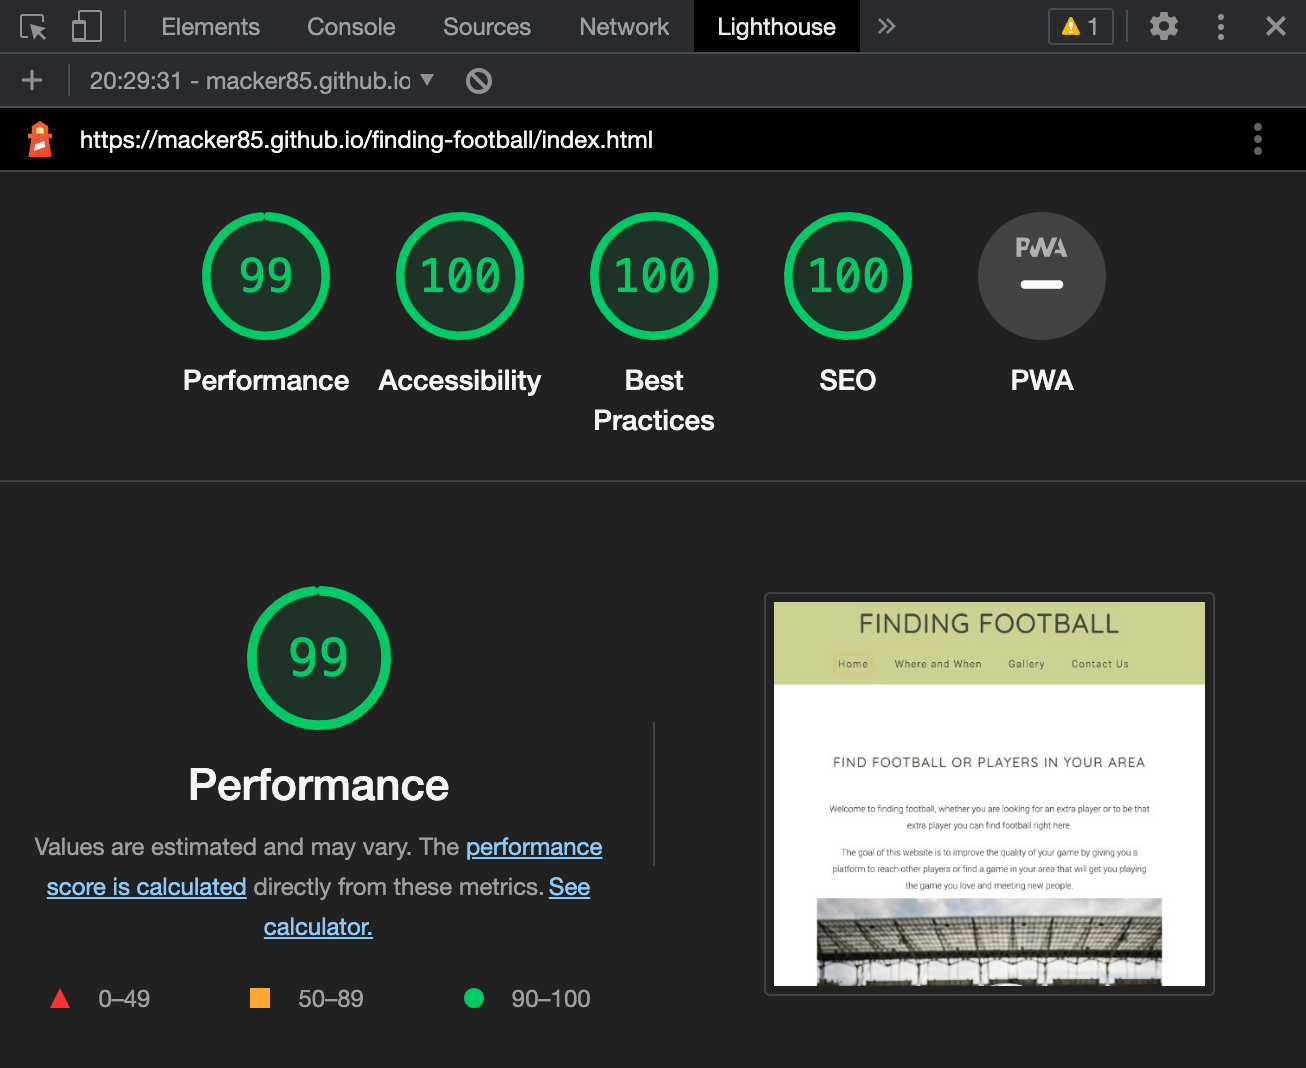 Elements Console Sources Network Lighthouse 1
20:29:31 - macker85.github.io
https://macker85.github.io/finding-football/index.html
99 100 100 100 PWA
Performance Accessibility Best Practices SEO PWA
99
Performance
Values are estimated and may vary. The performance
score is calculated directly from these metrics. See
calculator.
0–49 50–89 90–100
FINDING FOOTBALL
Home Where and When Gallery Contact Us
FIND FOOTBALL OR PLAYERS IN YOUR AREA
Welcome to finding football, whether you are looking for an extra player or to be that
extra player you can find football right here.
The goal of this website is to improve the quality of your game by giving you a
platform to reach other players or find a game in your area that will get you playing
the game you love and meeting new people.